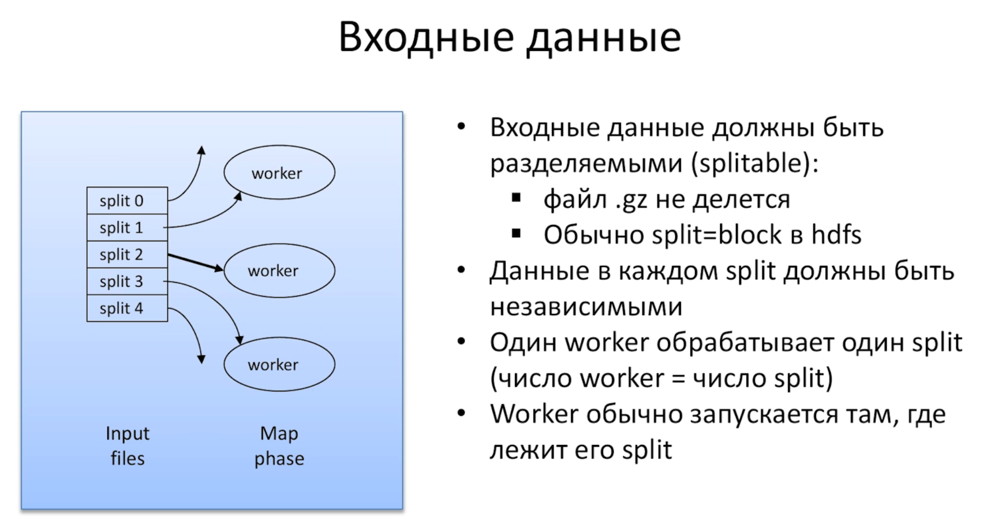 Входные данные
worker
split 0
split 1
split 2
split 3
split 4
worker
worker
Input
files
Map
phase
• Входные данные должны быть
разделяемыми (splitable):
▪ файл .gz не делется
▪ Обычно split=block в hdfs
• Данные в каждом split должны быть
независимыми
• Один worker обрабатывает один split
(число worker = число split)
• Worker обычно запускается там, где
лежит его split